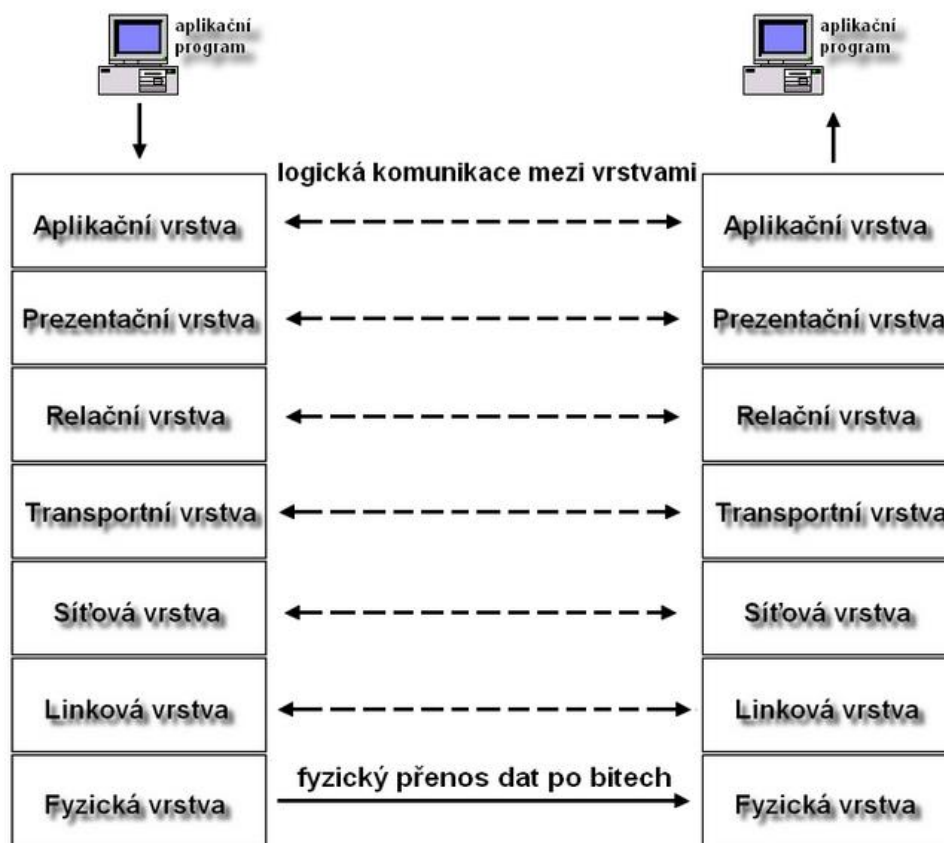 aplikační
program
aplikační
program
logická komunikace mezi vrstvami
Aplikační vrstva
Aplikační vrstva
Prezentační vrstva
Prezentační vrstva
Relační vrstva
Relační vrstva
Transportní vrstva
Transportní vrstva
Síťová vrstva
Síťová vrstva
Linková vrstva
Linková vrstva
fyzický přenos dat po bitech
Fyzická vrstva
Fyzická vrstva